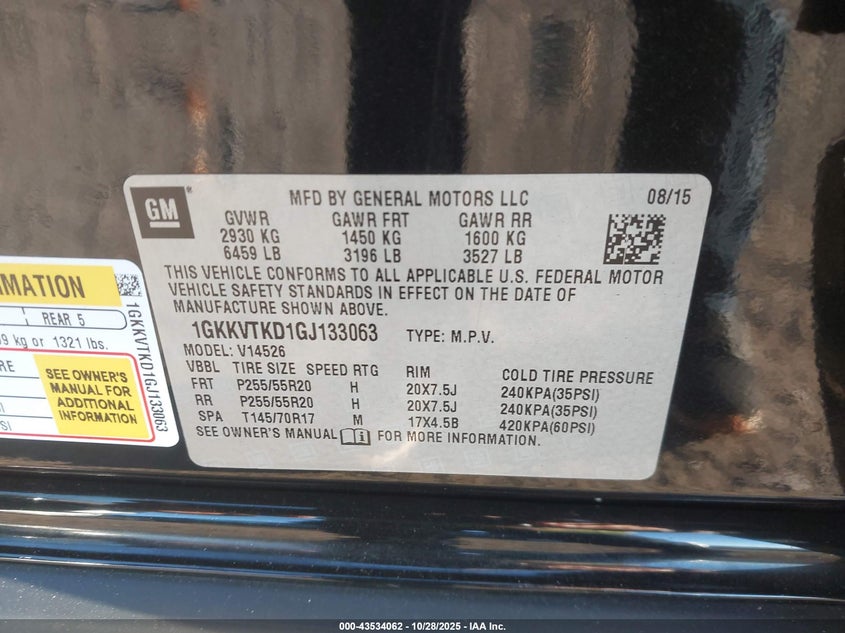 GM
MFD BY GENERAL MOTORS LLC 08/15
GVWR GAWR FRT GAWR RR
2930 KG 1450 KG 1600 KG
6459 LB 3196 LB 3527 LB
THIS VEHICLE CONFORMS TO ALL APPLICABLE U.S. FEDERAL MOTOR
VEHICLE SAFETY STANDARDS IN EFFECT ON THE DATE OF
MANUFACTURE SHOWN ABOVE.
1GKKVTKD1GJ133063 TYPE: M.P.V.
MODEL: V14526
VBBL TIRE SIZE SPEED RTG RIM COLD TIRE PRESSURE
FRT P255/55R20 H 20X7.5J 240KPA(35PSI)
RR P255/55R20 H 20X7.5J 240KPA(35PSI)
SPA T145/70R17 M 17X4.5B 420KPA(60PSI)
SEE OWNER'S MANUAL FOR MORE INFORMATION.
REAR 5
kg or 1321 lbs.
SEE OWNER'S
MANUAL FOR
ADDITIONAL
INFORMATION
1GKKVTKD1GJ133063
000-43534062 | 10/28/2025 - IAA Inc.